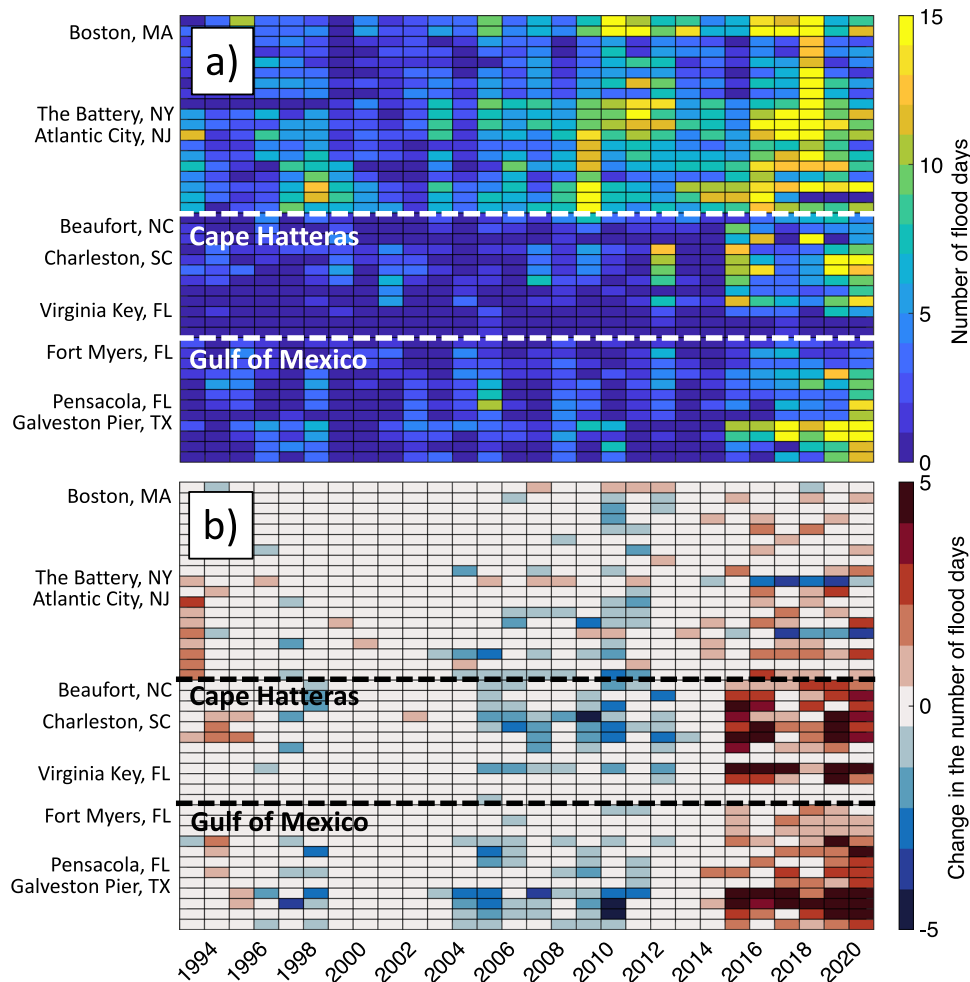 a)
Boston, MA
The Battery, NY
Atlantic City, NJ
Beaufort, NC
Cape Hatteras
Charleston, SC
Virginia Key, FL
Fort Myers, FL
Gulf of Mexico
Pensacola, FL
Galveston Pier, TX
15
10
5
0
Number of flood days
b)
Boston, MA
The Battery, NY
Atlantic City, NJ
Beaufort, NC
Cape Hatteras
Charleston, SC
Virginia Key, FL
Fort Myers, FL
Gulf of Mexico
Pensacola, FL
Galveston Pier, TX
5
0
-5
Change in the number of flood days
1994 1996 1998 2000 2002 2004 2006 2008 2010 2012 2014 2016 2018 2020